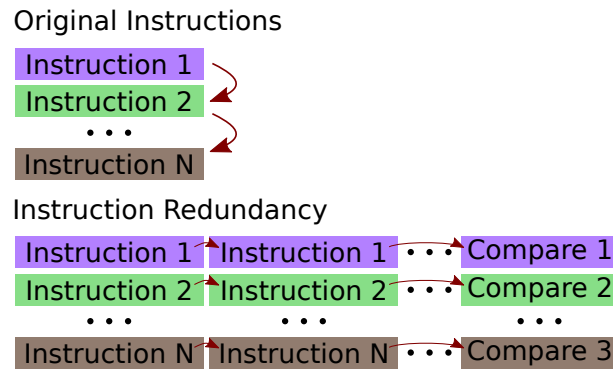 Original Instructions
Instruction 1
Instruction 2
...
Instruction N
Instruction Redundancy
Instruction 1 Instruction 1 ... Compare 1
Instruction 2 Instruction 2 ... Compare 2
... ... ...
Instruction N Instruction N ... Compare 3